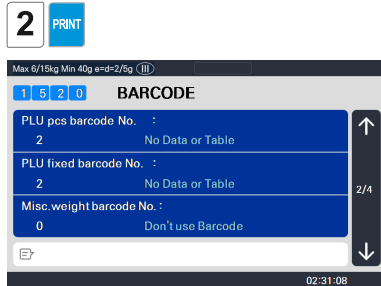 2 PRINT
Max 6/15kg Min 40g e=d=2/5g (III)
1 5 2 0 BARCODE
PLU pcs barcode No. :
2 No Data or Table
PLU fixed barcode No. :
2 No Data or Table
2/4
Misc.weight barcode No. :
0 Don't use Barcode
02:31:08